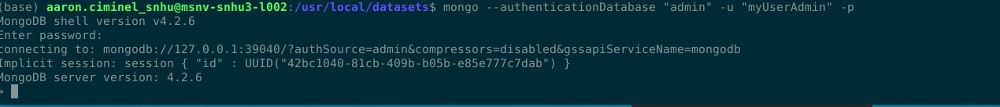 (base) aaron.ciminel_snhu@msnv-snhu3-l002:/usr/local/datasets$ mongo --authenticationDatabase "admin" -u "myUserAdmin" -p
MongoDB shell version v4.2.6
Enter password:
connecting to: mongodb://127.0.0.1:39040/?authSource=admin&compressors=disabled&gssapiServiceName=mongodb
Implicit session: session { "id" : UUID("42bc1040-81cb-409b-b05b-e85e777c7dab") }
MongoDB server version: 4.2.6
>